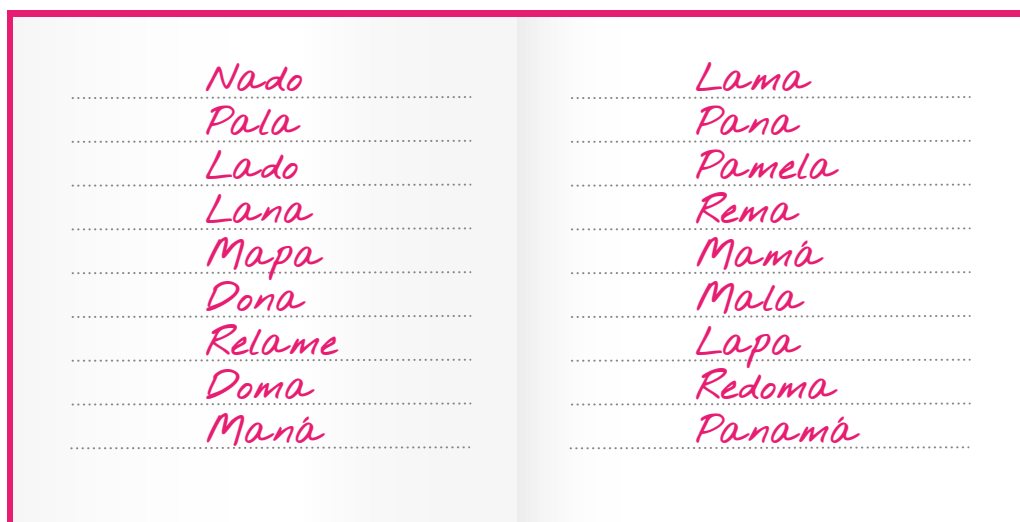 Nado
Pala
Lado
Lana
Mapa
Dona
Relame
Doma
Maná
Lama
Pana
Pamela
Rema
Mamá
Mala
Lapa
Redoma
Panamá